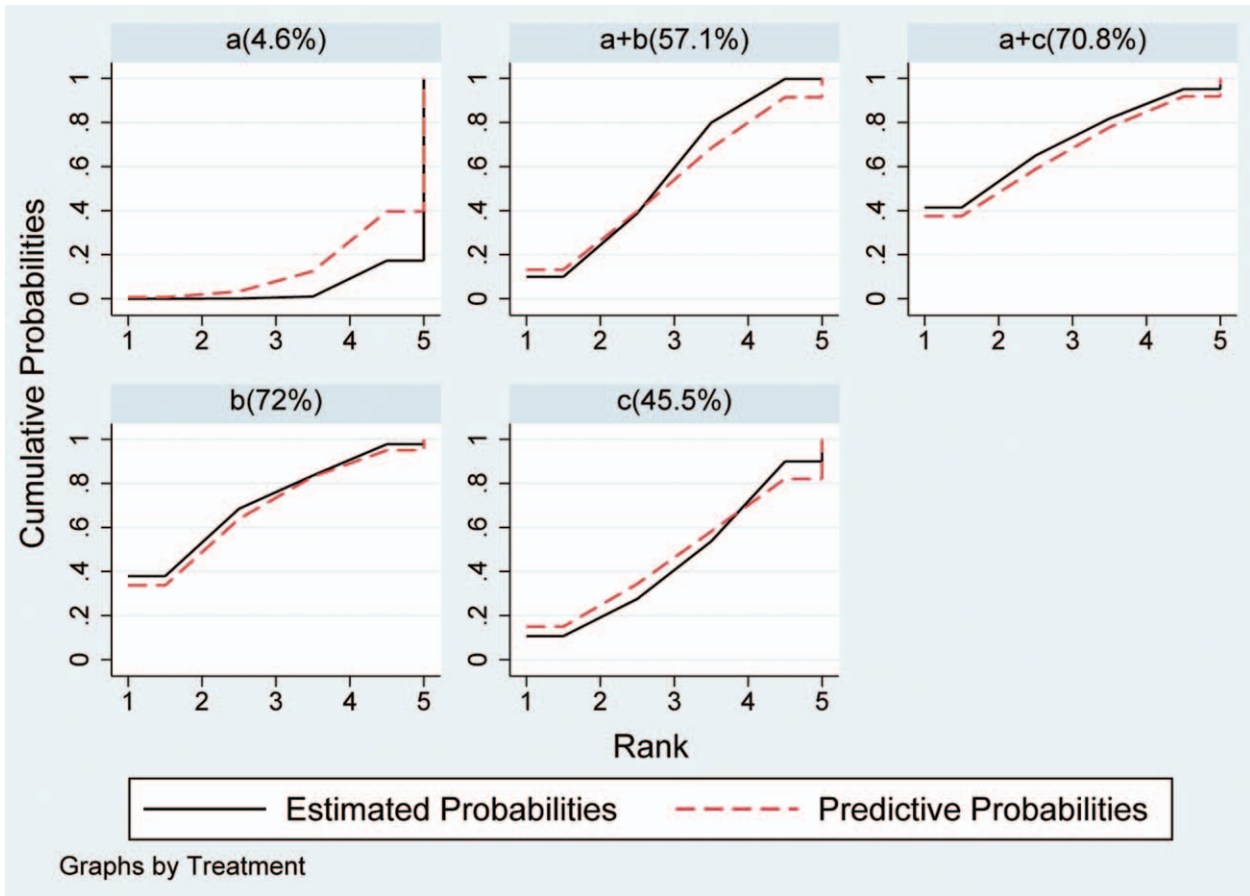 a(4.6%)
a+b(57.1%)
a+c(70.8%)
0 .2 .4 .6 .8 1
1 2 3 4 5
0 .2 .4 .6 .8 1
1 2 3 4 5
0 .2 .4 .6 .8 1
1 2 3 4 5
b(72%)
c(45.5%)
0 .2 .4 .6 .8 1
1 2 3 4 5
0 .2 .4 .6 .8 1
1 2 3 4 5
Cumulative Probabilities
Rank
Estimated Probabilities
Predictive Probabilities
Graphs by Treatment